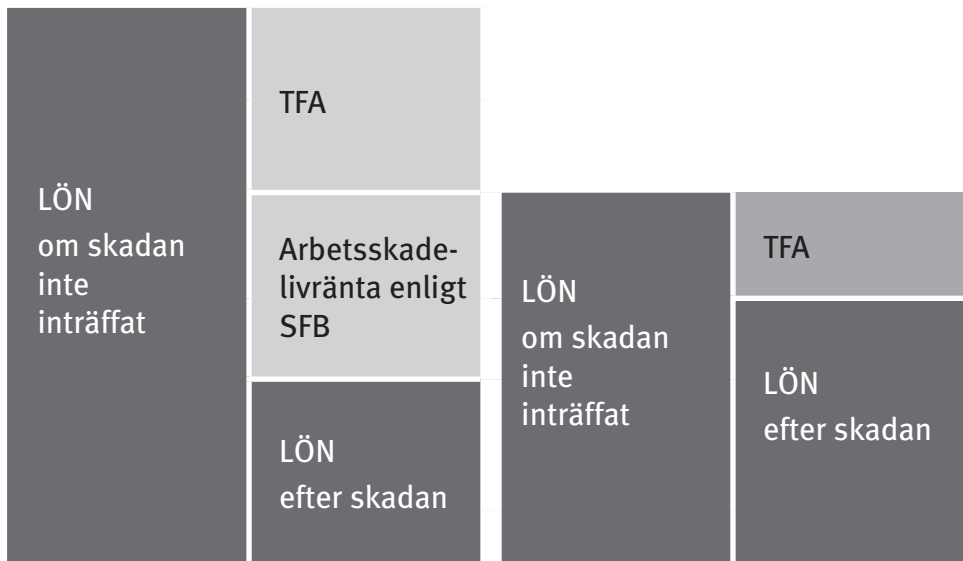 LÖN
om skadan
inte
inträffat
TFA
Arbetsskade-
livränta enligt
SFB
LÖN
efter skadan
LÖN
om skadan
inte
inträffat
TFA
LÖN
efter skadan